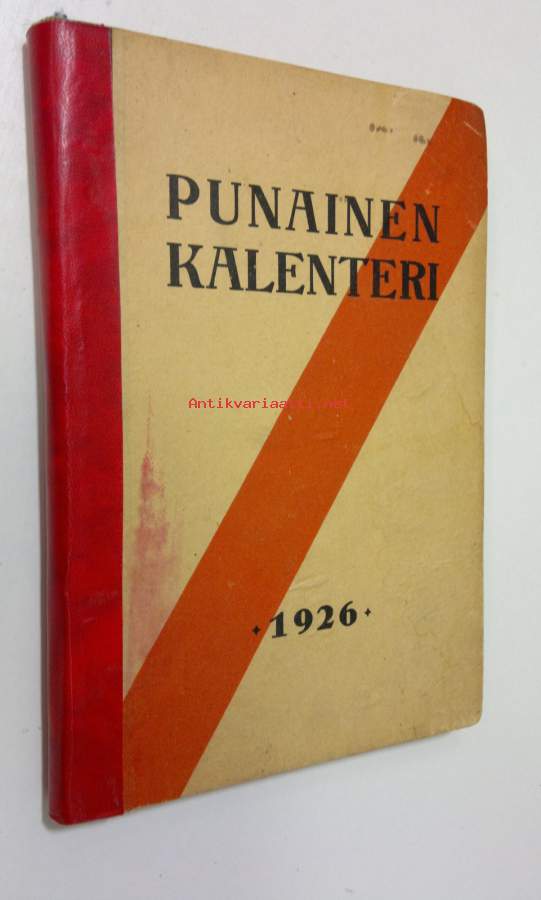 PUNAINEN
KALENTERI
Antikvariaatti.net
1926